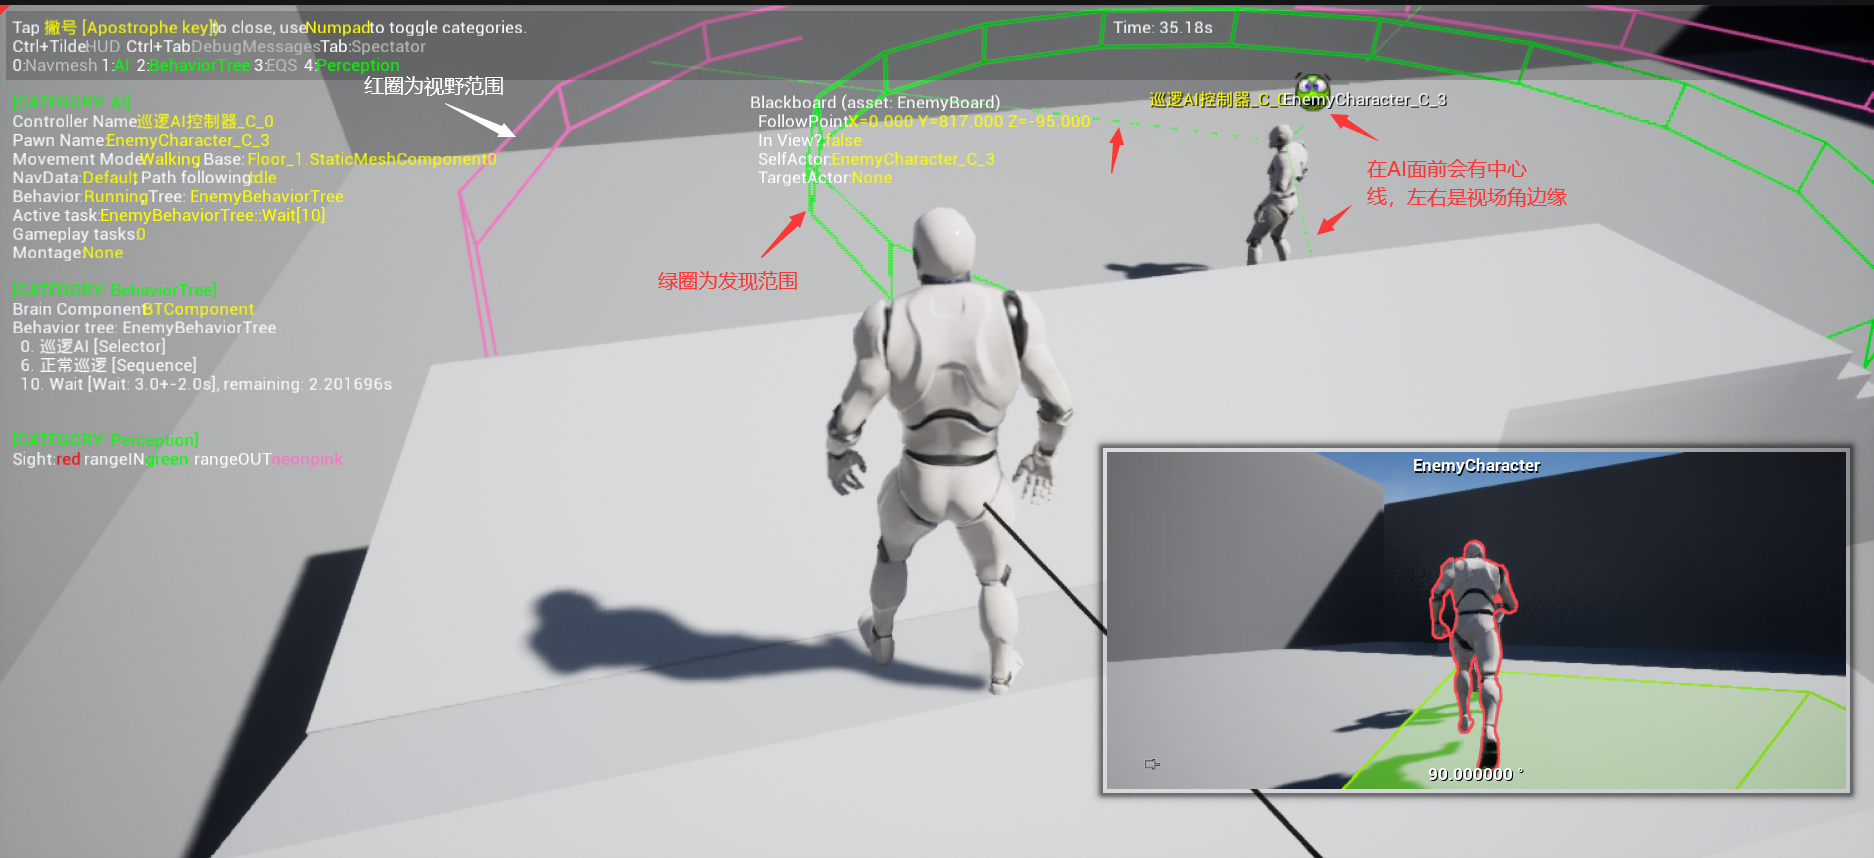 Tap 撇号 [Apostrophe key] to close, use Numpad to toggle categories.
Ctrl+Tilde HUD Ctrl+Tab DebugMessages Tab:Spectator
0:Navmesh 1:AI 2:BehaviorTree 3:EQS 4:Perception
Time: 35.18s
红圈为视野范围
[CATEGORY: AI]
Controller Name:巡逻AI控制器_C_0
Pawn Name:EnemyCharacter_C_3
Movement Mode:Walking, Base: Floor_1.StaticMeshComponent0
NavData:Default, Path following:Idle
Behavior:Running, Tree: EnemyBehaviorTree
Active task:EnemyBehaviorTree::Wait[10]
Gameplay tasks:0
Montage:None
[CATEGORY: BehaviorTree]
Brain Component:BTComponent
Behavior tree: EnemyBehaviorTree
0. 巡逻AI [Selector]
6. 正常巡逻 [Sequence]
10. Wait [Wait: 3.0+-2.0s], remaining: 2.201696s
[CATEGORY: Perception]
Sight:red rangeIN:green rangeOUT:neonpink
Blackboard (asset: EnemyBoard)
FollowPoint:X=0.000 Y=817.000 Z=-95.000
In View?:false
SelfActor:EnemyCharacter_C_3
TargetActor:None
巡逻AI控制器_C_0 EnemyCharacter_C_3
在AI面前会有中心
线，左右是视场角边缘
绿圈为发现范围
EnemyCharacter
90.000000 °